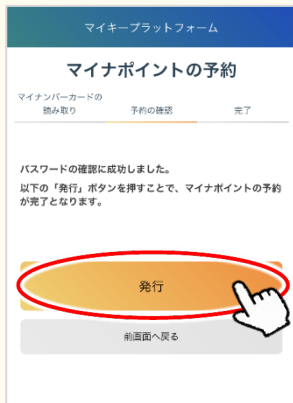 マイキープラットフォーム
マイナポイントの予約
マイナンバーカードの
読み取り
予約の確認
完了
パスワードの確認に成功しました。
以下の「発行」ボタンを押すことで、マイナポイントの予約
が完了となります。
発行
前画面へ戻る